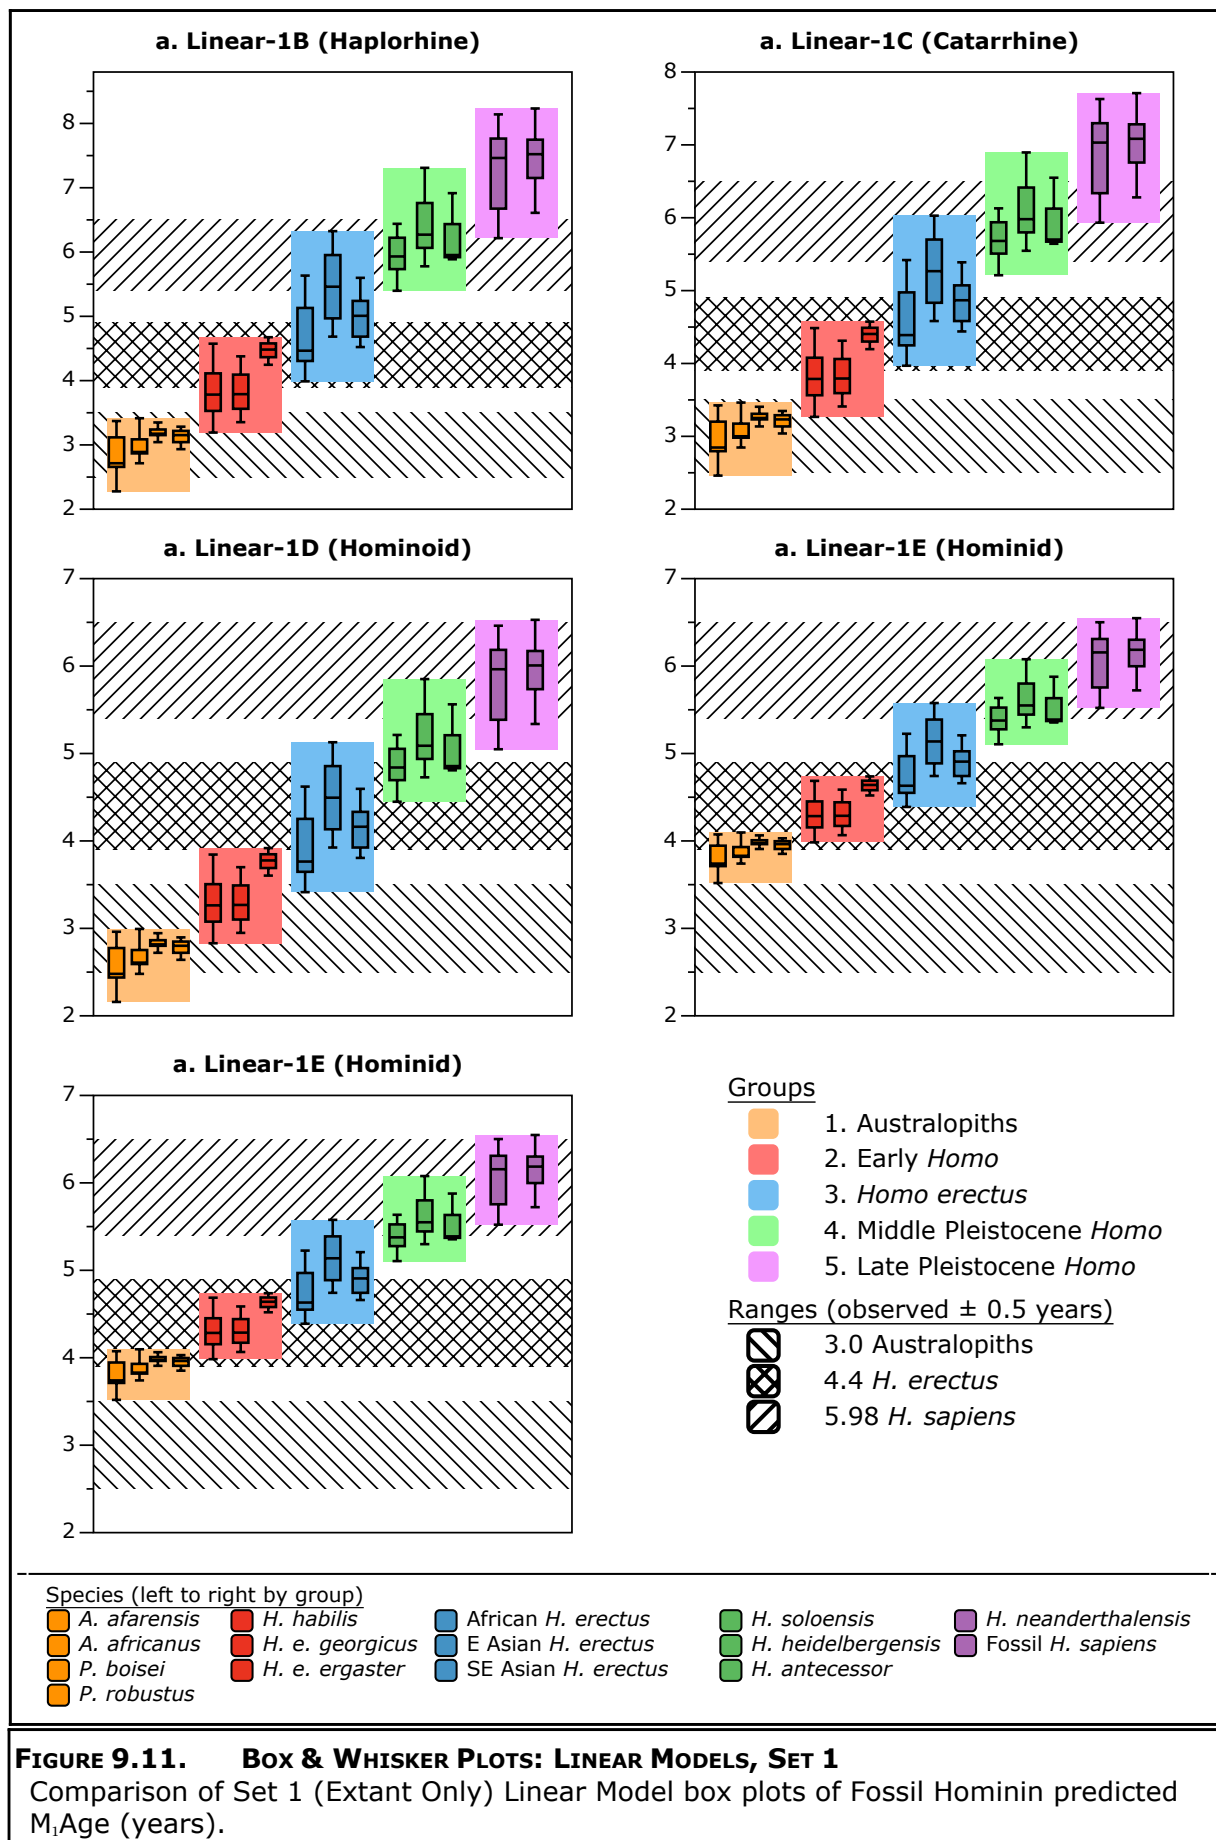 a. Linear-1B (Haplorhine)
8
7
6
5
4
3
2
a. Linear-1C (Catarrhine)
8
7
6
5
4
3
2
a. Linear-1D (Hominoid)
7
6
5
4
3
2
a. Linear-1E (Hominid)
7
6
5
4
3
2
a. Linear-1E (Hominid)
7
6
5
4
3
2
Groups
1. Australopiths
2. Early Homo
3. Homo erectus
4. Middle Pleistocene Homo
5. Late Pleistocene Homo
Ranges (observed ± 0.5 years)
3.0 Australopiths
4.4 H. erectus
5.98 H. sapiens
Species (left to right by group)
A. afarensis
A. africanus
P. boisei
P. robustus
H. habilis
H. e. georgicus
H. e. ergaster
African H. erectus
E Asian H. erectus
SE Asian H. erectus
H. soloensis
H. heidelbergensis
H. antecessor
H. neanderthalensis
Fossil H. sapiens
FIGURE 9.11. BOX & WHISKER PLOTS: LINEAR MODELS, SET 1
Comparison of Set 1 (Extant Only) Linear Model box plots of Fossil Hominin predicted
M₁Age (years).